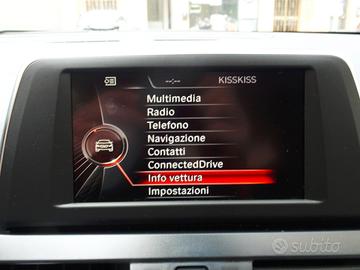 --:-- KISSKISS
Multimedia
Radio
Telefono
Navigazione
Contatti
ConnectedDrive
Info vettura
Impostazioni
subito